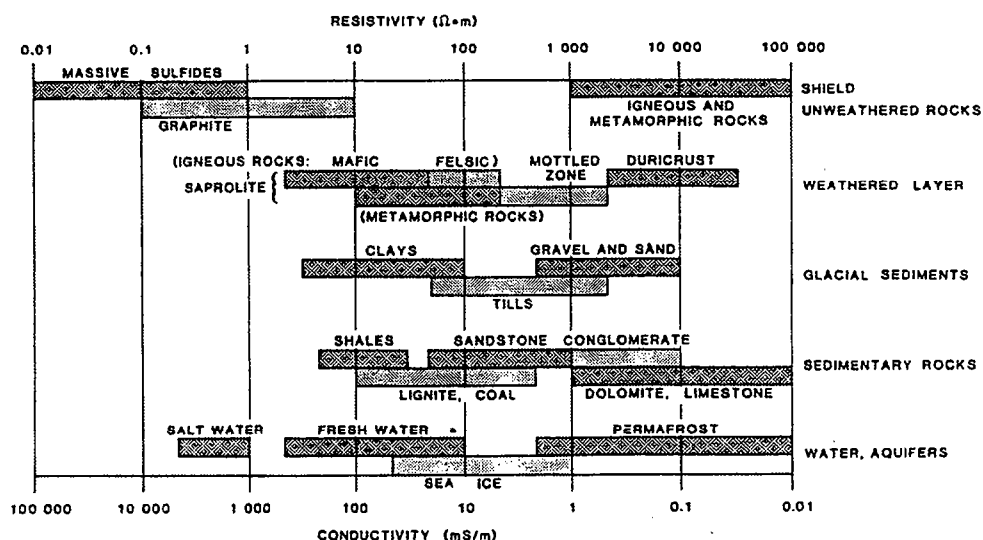 RESISTIVITY (Ω•m)
0.01 0.1 1 10 100 1 000 10 000 100 000
MASSIVE SULFIDES SHIELD
IGNEOUS AND UNWEATHERED ROCKS
GRAPHITE METAMORPHIC ROCKS
(IGNEOUS ROCKS: MAFIC FELSIC) MOTTLED ZONE DURICRUST
SAPROLITE { WEATHERED LAYER
(METAMORPHIC ROCKS)
CLAYS GRAVEL AND SAND
GLACIAL SEDIMENTS
TILLS
SHALES SANDSTONE CONGLOMERATE
SEDIMENTARY ROCKS
LIGNITE, COAL DOLOMITE, LIMESTONE
SALT WATER FRESH WATER PERMAFROST
WATER, AQUIFERS
SEA ICE
100 000 10 000 1 000 100 10 1 0.1 0.01
CONDUCTIVITY (mS/m)